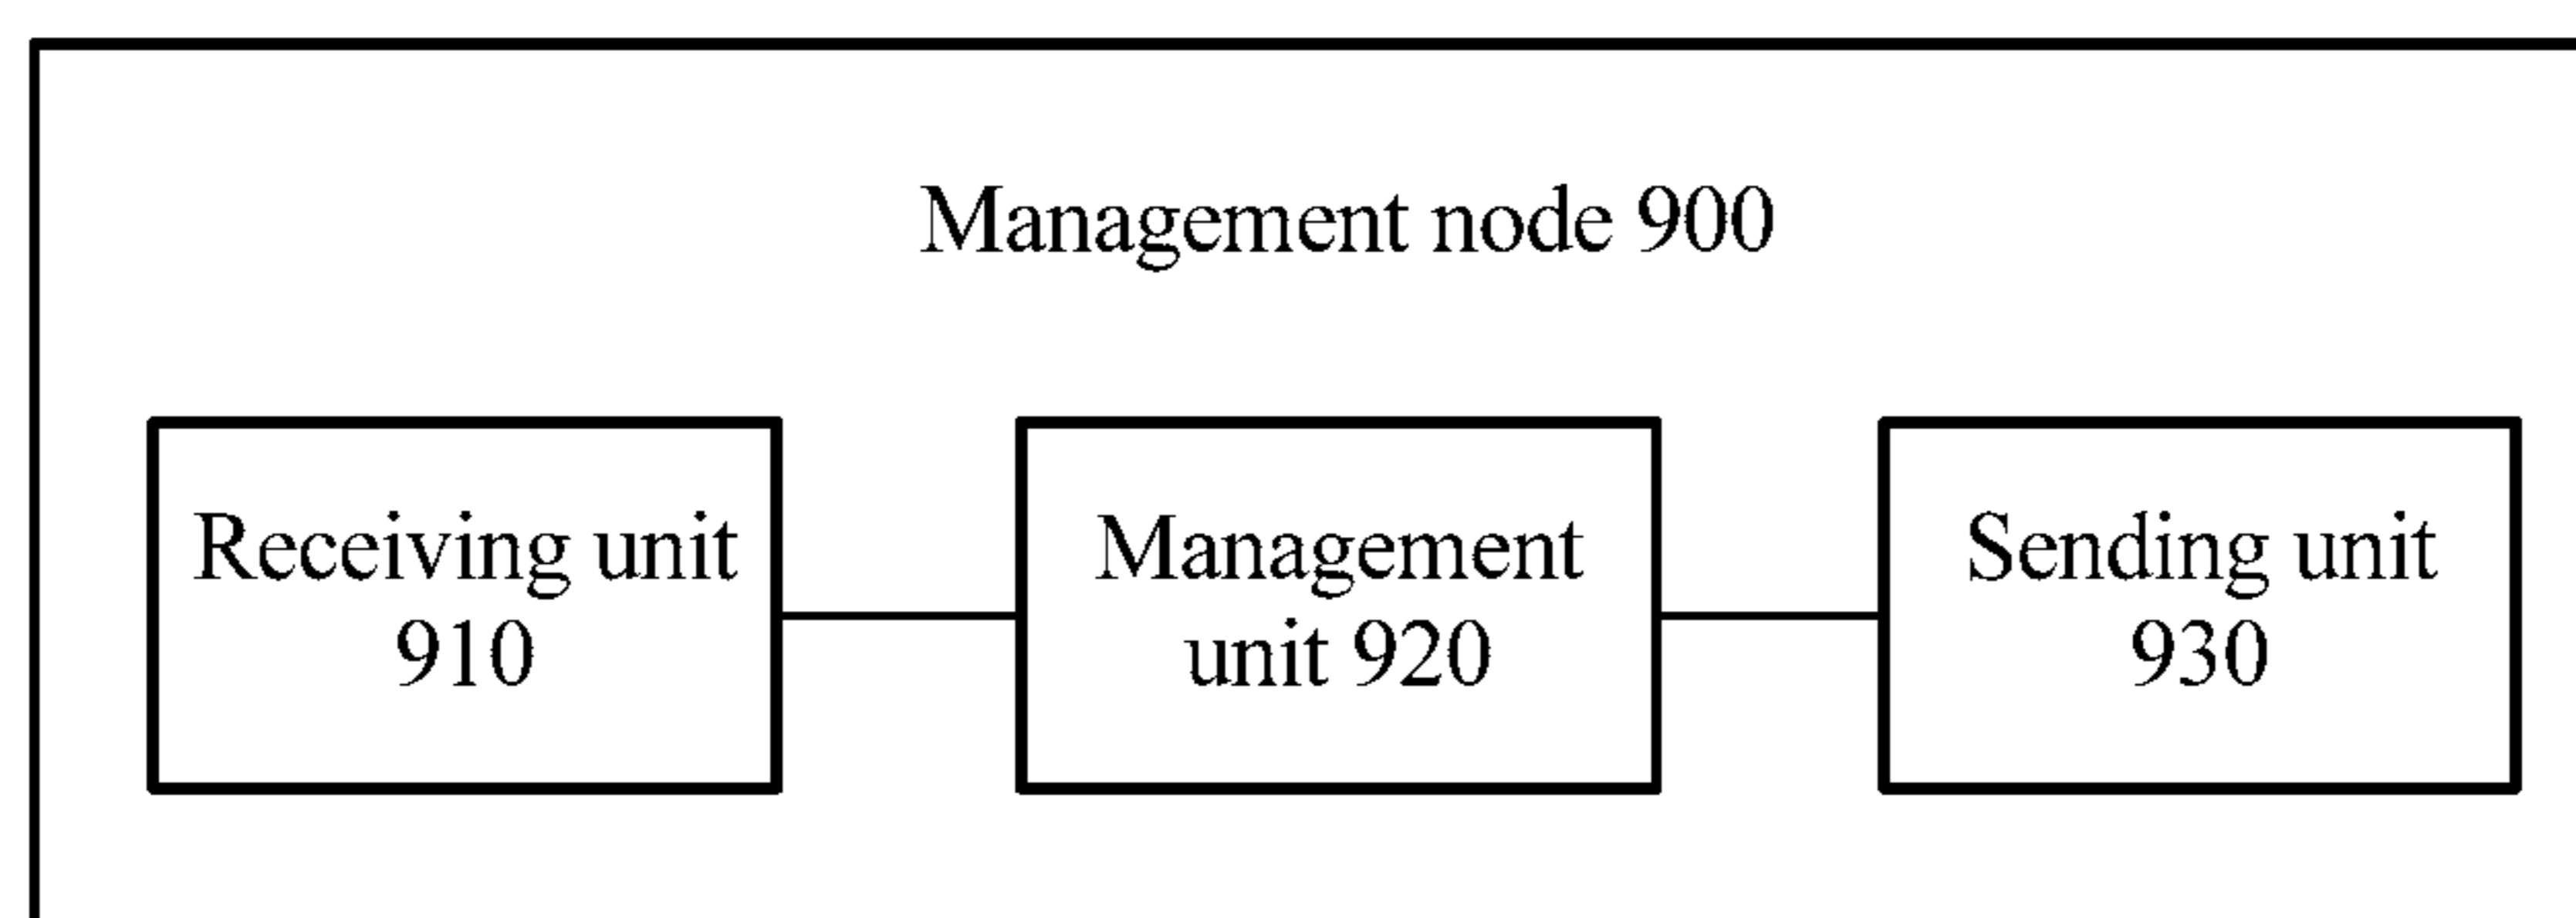 Management node 900
Receiving unit
910
Management
unit 920
Sending unit
930